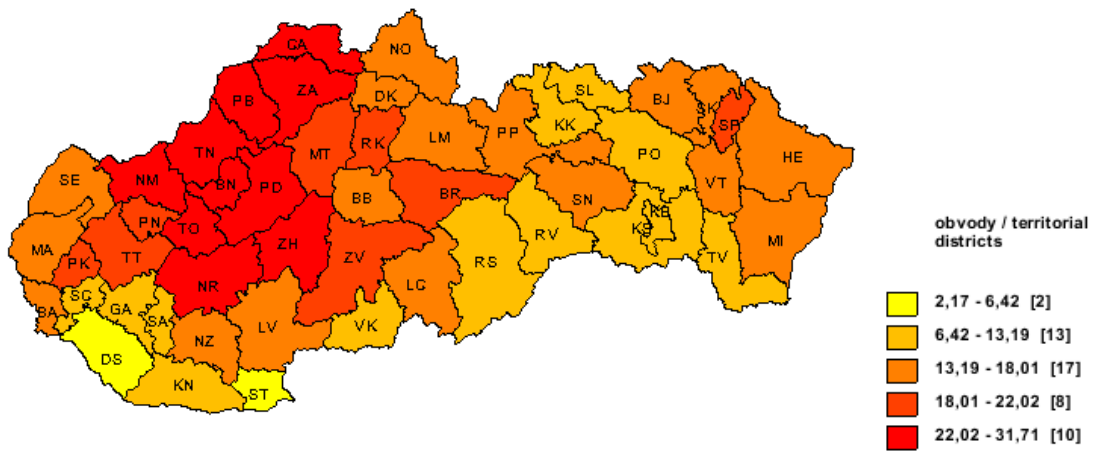 CA
NO
ZA
DK
SL
PB
BJ
SK
KK
SP
RK
LM
PP
TN
MT
PO
HE
SE
NM
BN
PD
BR
VT
BB
SN
PN
TO
KS
RV
MI
MA
PK
TT
ZH
ZV
RS
TV
SC
NR
LC
BA
GA
SA
LV
VK
NZ
DS
KN
ST
obvody / territorial
districts
2,17 - 6,42 [2]
6,42 - 13,19 [13]
13,19 - 18,01 [17]
18,01 - 22,02 [8]
22,02 - 31,71 [10]